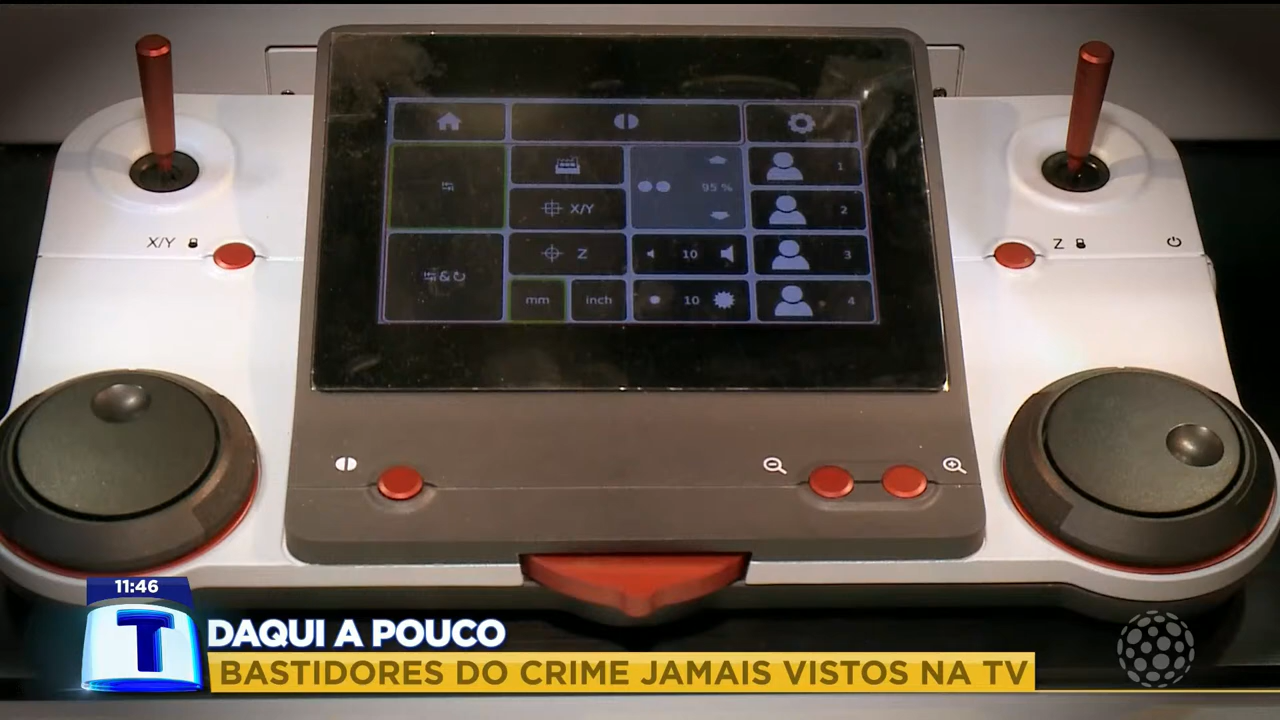 1
95 %
X/Y
2
Z
10
3
&
mm
inch
10
4
X/Y
Z
11:46
T
DAQUI A POUCO
BASTIDORES DO CRIME JAMAIS VISTOS NA TV